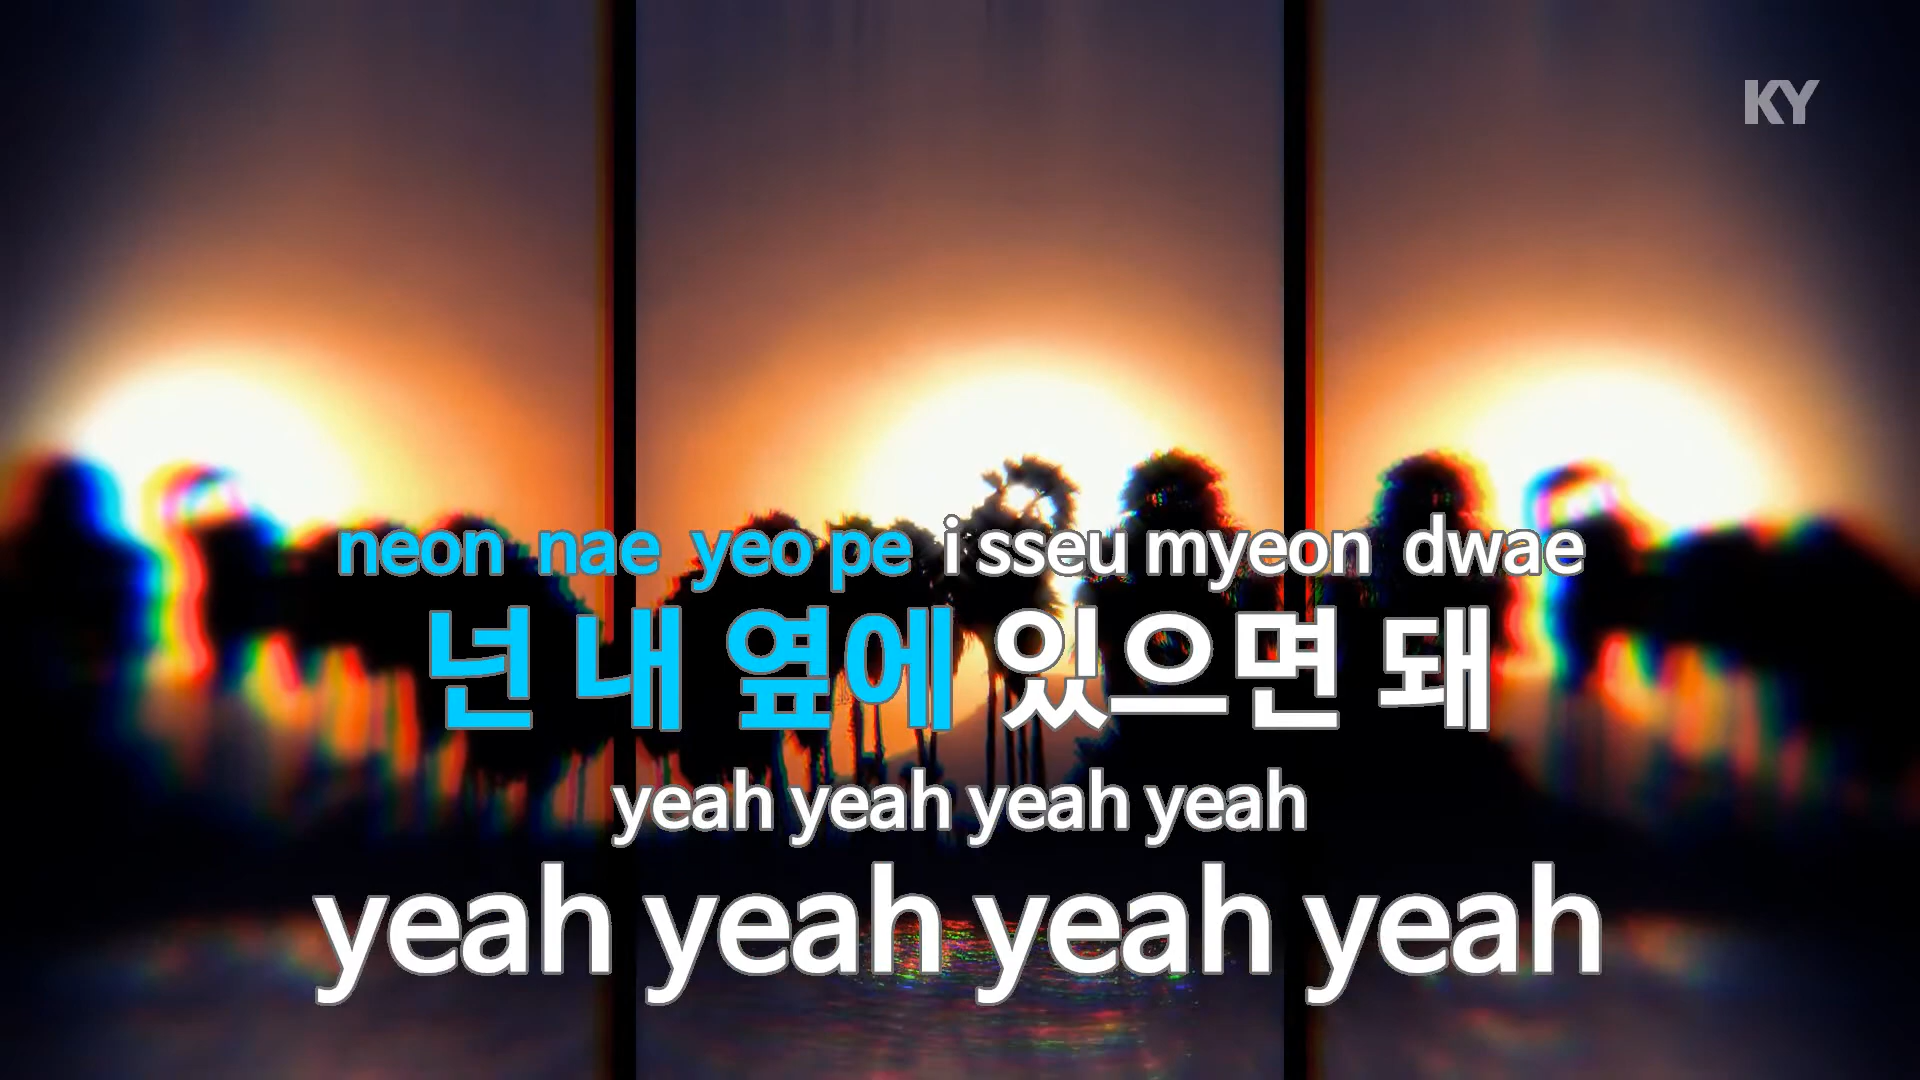 KY
neon nae yeo pe i sseu myeon dwae
넌 내 옆에 있으면 돼
yeah yeah yeah yeah
yeah yeah yeah yeah